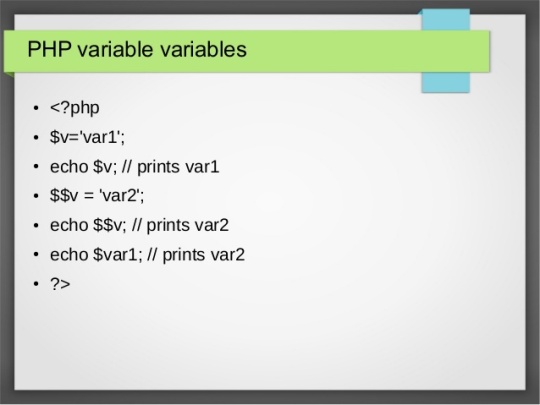 PHP variable variables
• <?php
• $v='var1';
• echo $v; // prints var1
• $$v = 'var2';
• echo $$v; // prints var2
• echo $var1; // prints var2
• ?>